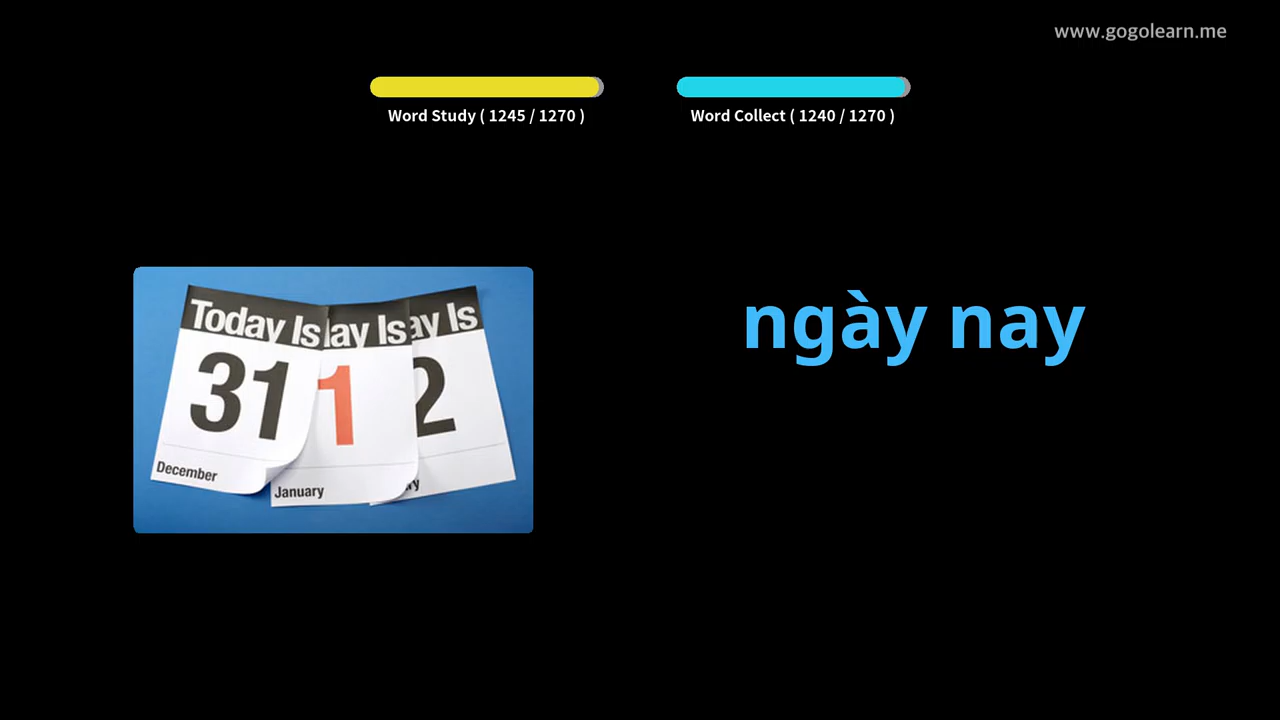 www.gogolearn.me
Word Study ( 1245 / 1270 )
Word Collect ( 1240 / 1270 )
ngày nay
Today Is
ay Is
ay Is
31
1
2
December
January
ry